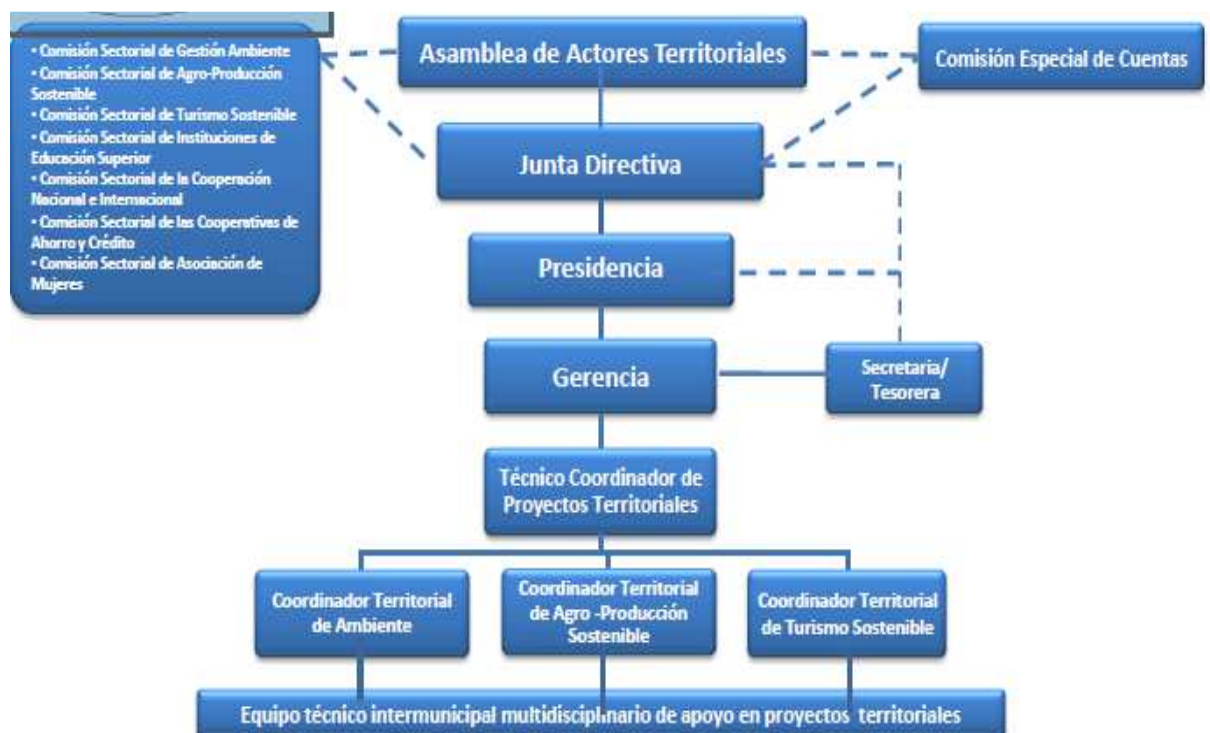 • Comisión Sectorial de Gestión Ambiente
• Comisión Sectorial de Agro-Producción
Sostenible
• Comisión Sectorial de Turismo Sostenible
• Comisión Sectorial de Instituciones de
Educación Superior
• Comisión Sectorial de la Cooperación
Nacional e Internacional
• Comisión Sectorial de las Cooperativas de
Ahorro y Crédito
• Comisión Sectorial de Asociación de
Mujeres
Asamblea de Actores Territoriales
Comisión Especial de Cuentas
Junta Directiva
Presidencia
Gerencia
Secretaria/
Tesorera
Técnico Coordinador de
Proyectos Territoriales
Coordinador Territorial
de Ambiente
Coordinador Territorial
de Agro -Producción
Sostenible
Coordinador Territorial
de Turismo Sostenible
Equipo técnico intermunicipal multidisciplinario de apoyo en proyectos territoriales